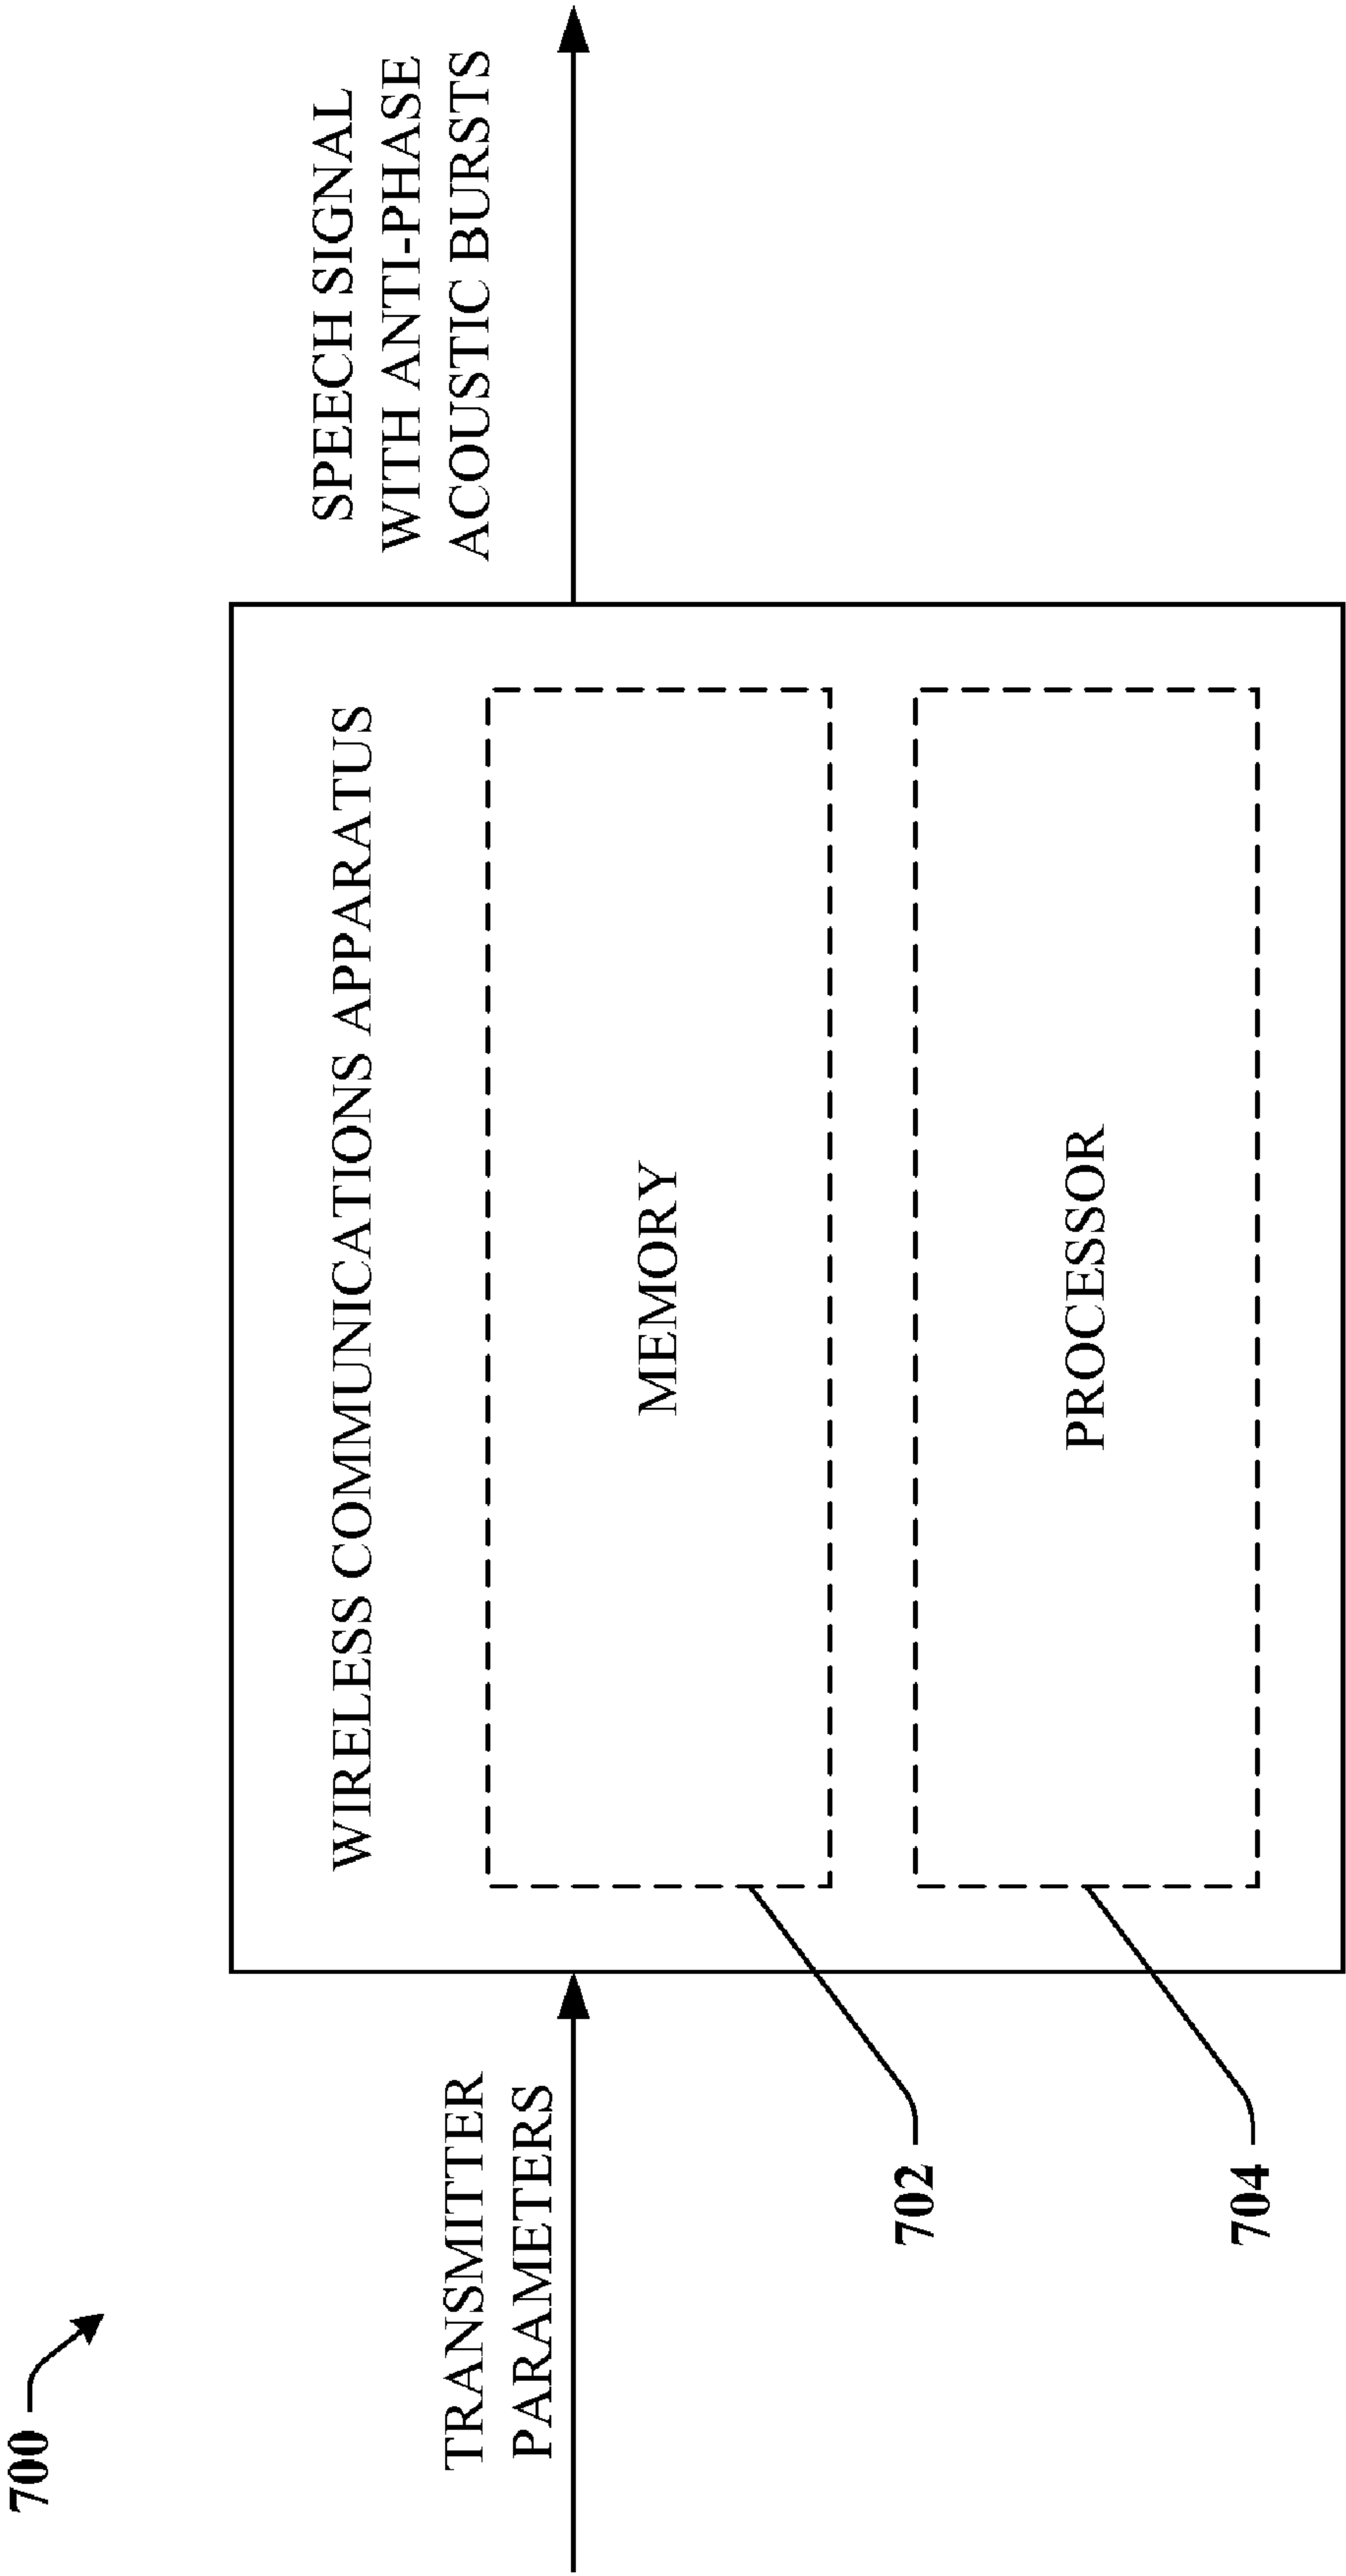 700
TRANSMITTER
PARAMETERS
WIRELESS COMMUNICATIONS APPARATUS
MEMORY
PROCESSOR
702
704
SPEECH SIGNAL
WITH ANTI-PHASE
ACOUSTIC BURSTS